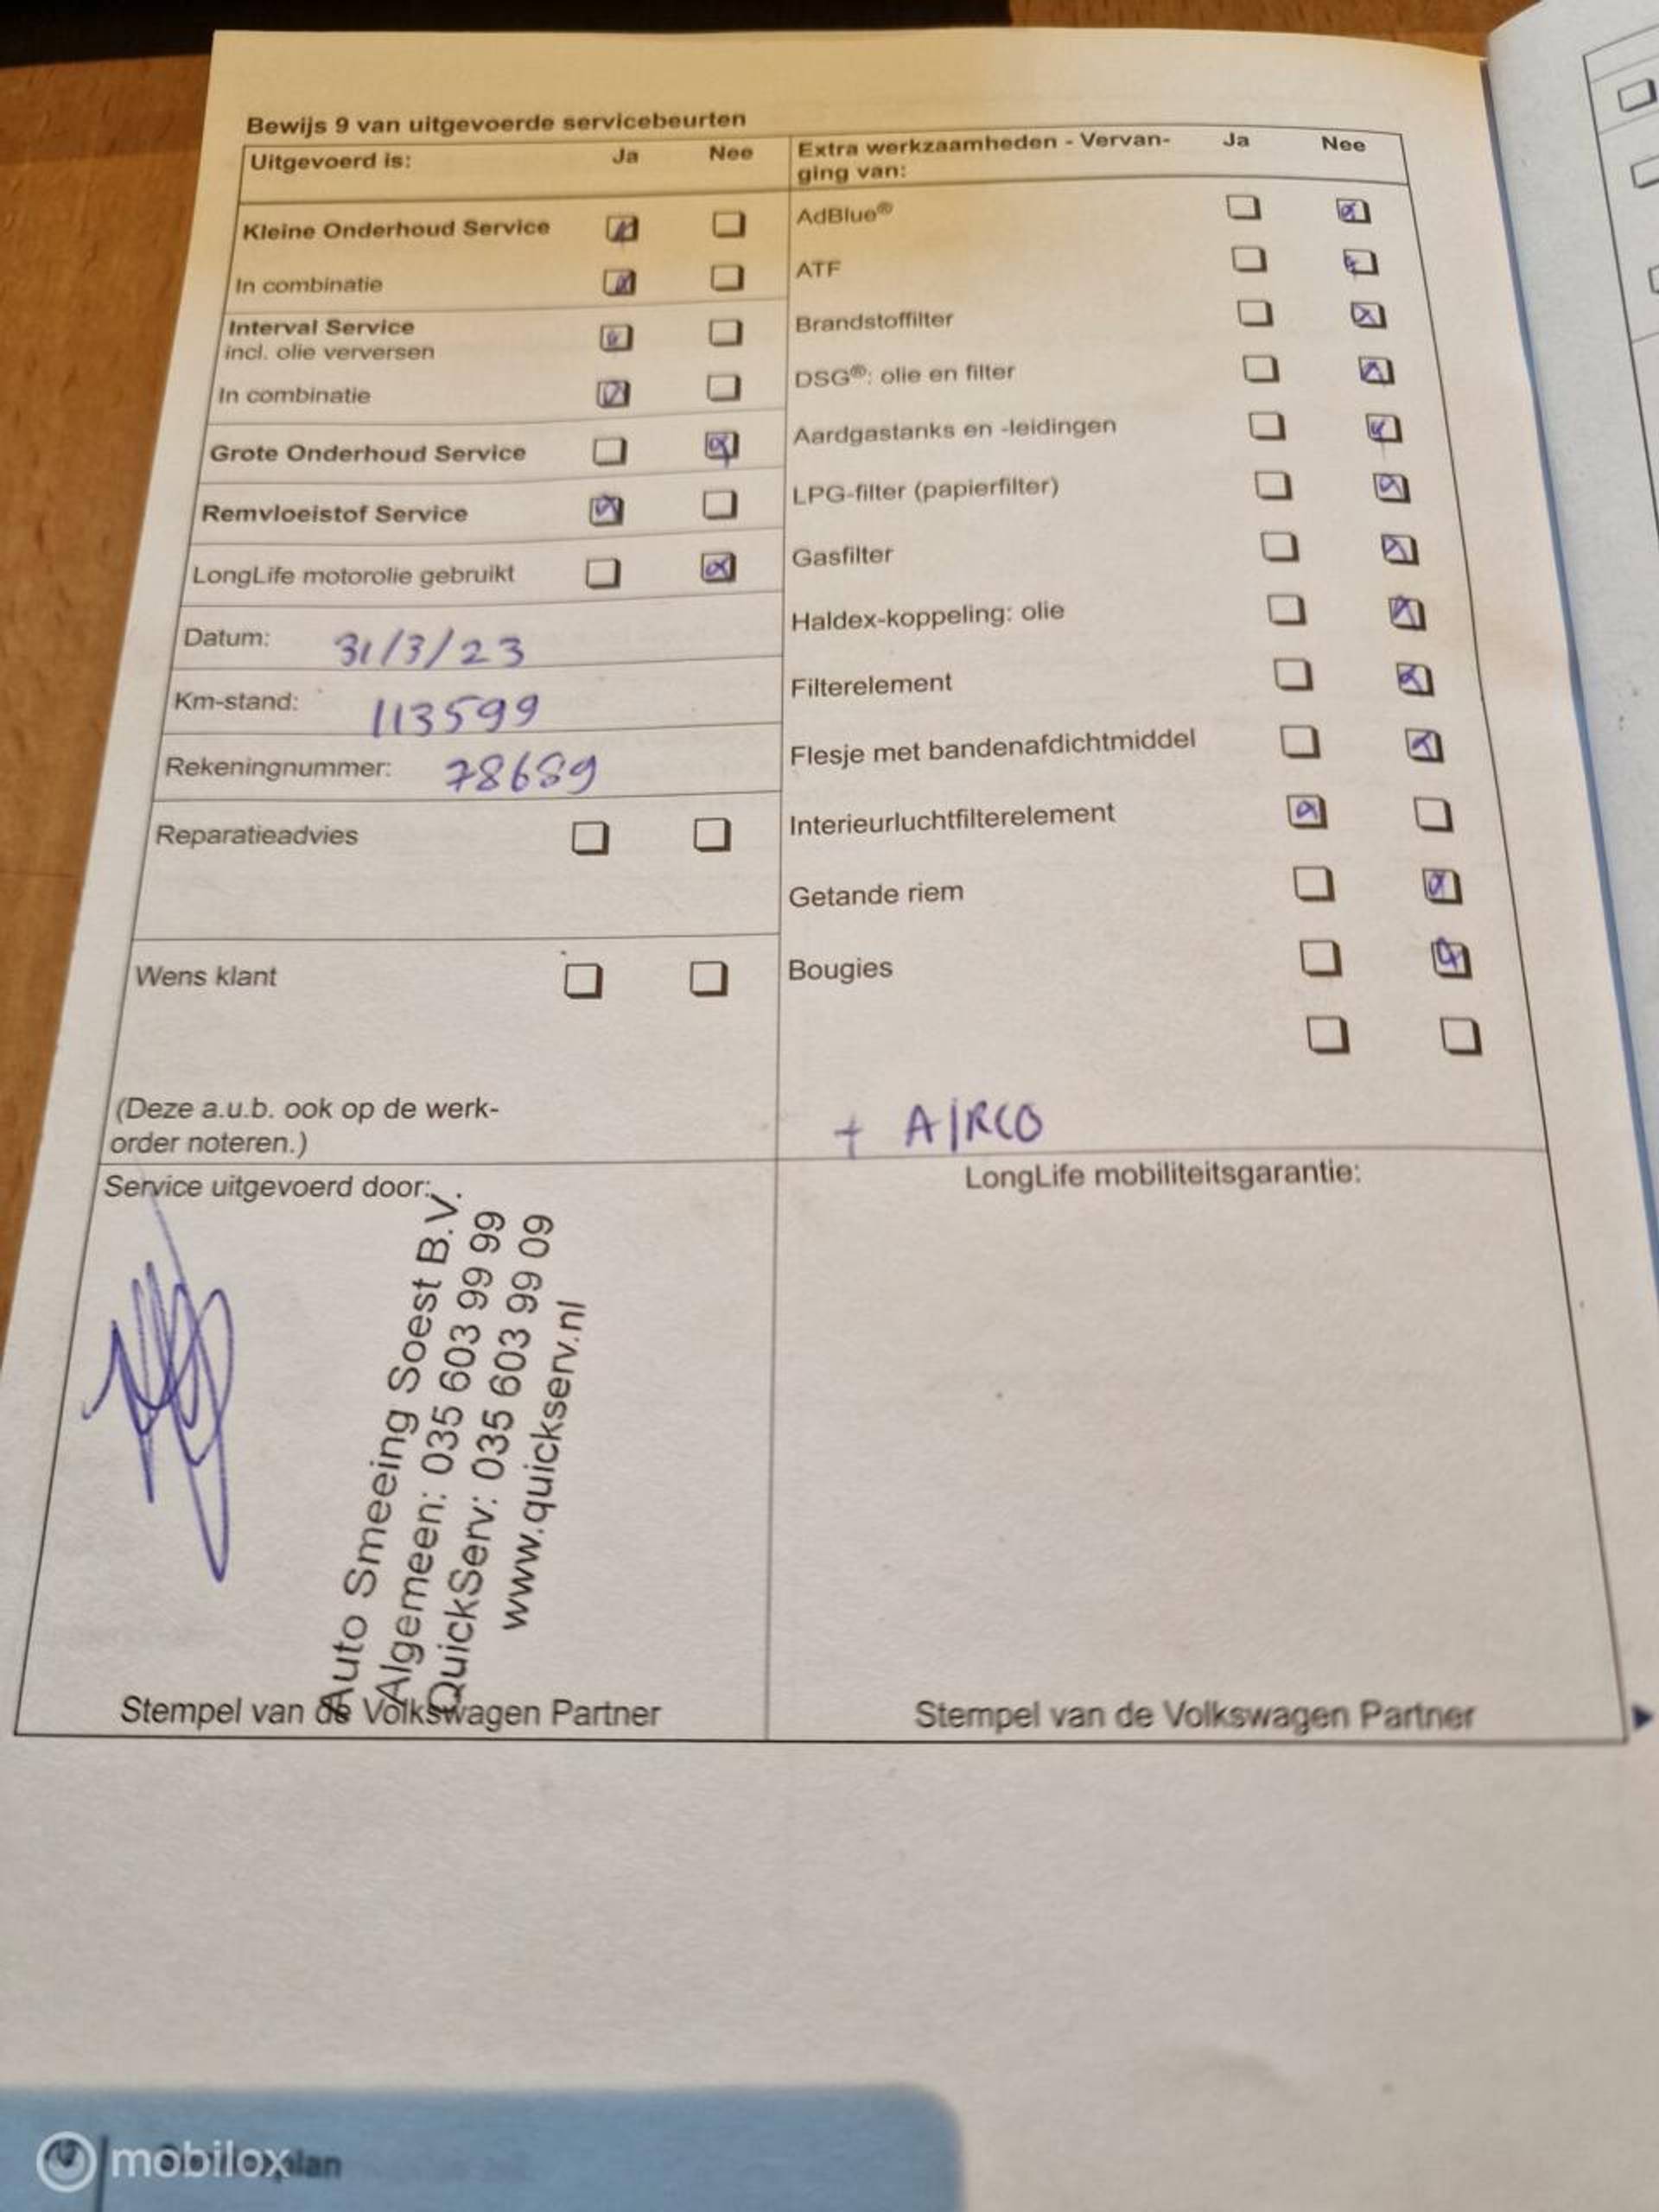 Bewijs 9 van uitgevoerde servicebeurten
Uitgevoerd is: Ja Nee
Kleine Onderhoud Service
In combinatie
Interval Service
incl. olie verversen
In combinatie
Grote Onderhoud Service
Remvloeistof Service
LongLife motorolie gebruikt
Datum: 31/3/23
Km-stand: 113599
Rekeningnummer: 78689
Reparatieadvies
Wens klant
(Deze a.u.b. ook op de werk-
order noteren.)
Extra werkzaamheden - Vervan- Ja Nee
ging van:
AdBlue®
ATF
Brandstoffilter
DSG®: olie en filter
Aardgastanks en -leidingen
LPG-filter (papierfilter)
Gasfilter
Haldex-koppeling: olie
Filterelement
Flesje met bandenafdichtmiddel
Interieurluchtfilterelement
Getande riem
Bougies
+ AIRCO
Service uitgevoerd door:
Auto Smeeing Soest B.V.
Algemeen: 035 603 99 99
QuickServ: 035 603 99 09
www.quickserv.nl
Stempel van de Volkswagen Partner
LongLife mobiliteitsgarantie:
Stempel van de Volkswagen Partner
mobilox